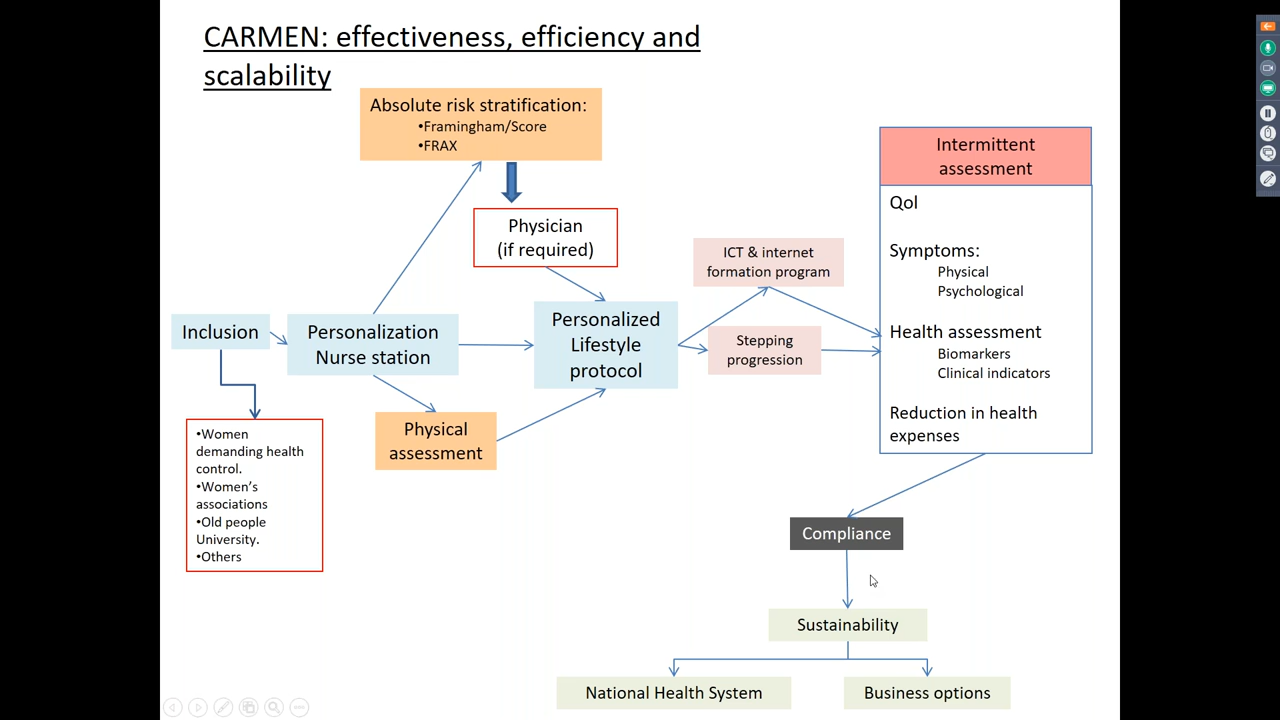 CARMEN: effectiveness, efficiency and
scalability
Absolute risk stratification:
•Framingham/Score
•FRAX
Physician
(if required)
Inclusion
Personalization
Nurse station
Personalized
Lifestyle
protocol
Physical
assessment
•Women
demanding health
control.
•Women's
associations
•Old people
University.
•Others
ICT & internet
formation program
Stepping
progression
Intermittent
assessment
Qol
Symptoms:
Physical
Psychological
Health assessment
Biomarkers
Clinical indicators
Reduction in health
expenses
Compliance
Sustainability
National Health System
Business options